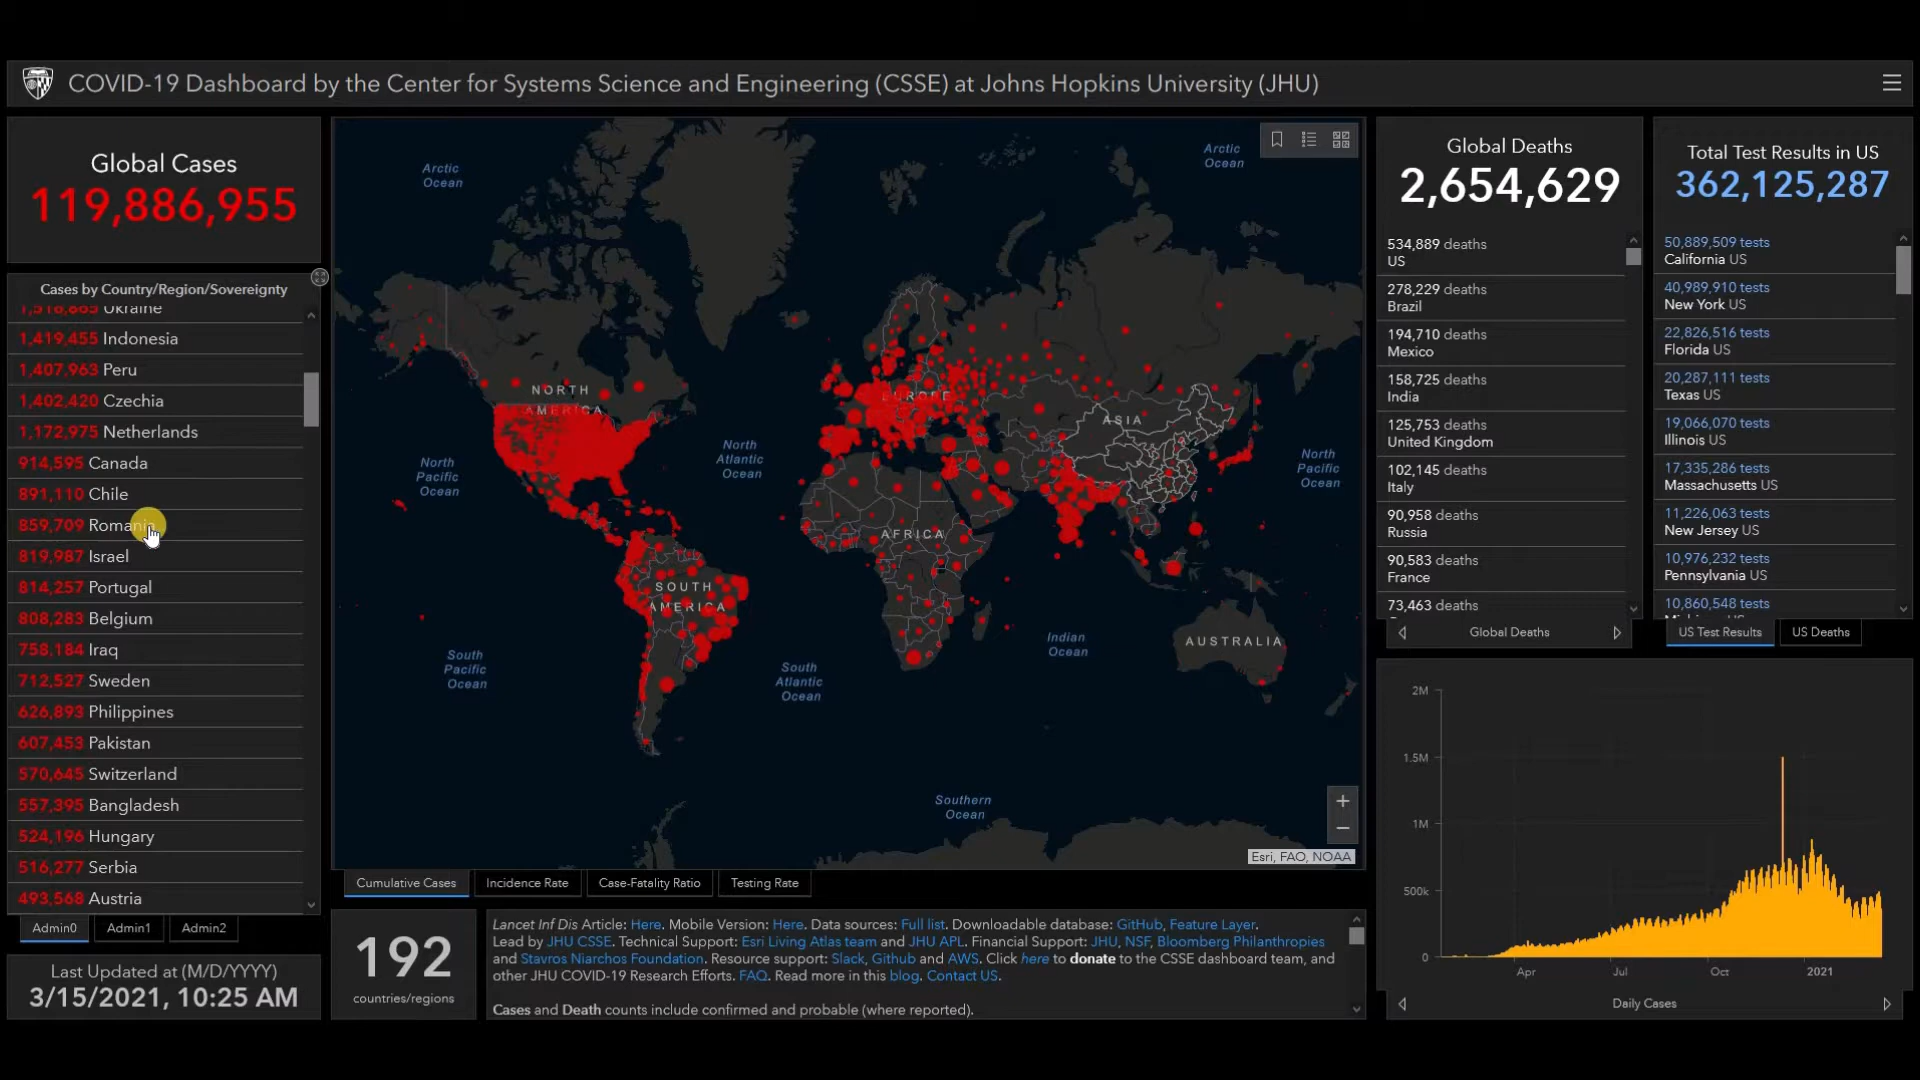 COVID-19 Dashboard by the Center for Systems Science and Engineering (CSSE) at Johns Hopkins University (JHU)
Global Cases
119,886,955
Cases by Country/Region/Sovereignty
1,516,865 Ukraine
1,419,455 Indonesia
1,407,963 Peru
1,402,420 Czechia
1,172,975 Netherlands
914,595 Canada
891,110 Chile
859,709 Romania
819,987 Israel
814,257 Portugal
808,283 Belgium
758,184 Iraq
712,527 Sweden
626,893 Philippines
607,453 Pakistan
570,645 Switzerland
557,395 Bangladesh
524,196 Hungary
516,277 Serbia
493,568 Austria
Admin0 Admin1 Admin2
Last Updated at (M/D/YYYY)
3/15/2021, 10:25 AM
Arctic
Ocean
Arctic
Ocean
NORTH
AMERICA
EUROPE
ASIA
North
Pacific
Ocean
North
Atlantic
Ocean
North
Pacific
Ocean
AFRICA
SOUTH
AMERICA
South
Pacific
Ocean
South
Atlantic
Ocean
Indian
Ocean
AUSTRALIA
Southern
Ocean
+
−
Esri, FAO, NOAA
Cumulative Cases Incidence Rate Case-Fatality Ratio Testing Rate
192
countries/regions
Lancet Inf Dis Article: Here. Mobile Version: Here. Data sources: Full list. Downloadable database: GitHub, Feature Layer.
Lead by JHU CSSE. Technical Support: Esri Living Atlas team and JHU APL. Financial Support: JHU, NSF, Bloomberg Philanthropies
and Stavros Niarchos Foundation. Resource support: Slack, Github and AWS. Click here to donate to the CSSE dashboard team, and
other JHU COVID-19 Research Efforts. FAQ. Read more in this blog. Contact US.
Cases and Death counts include confirmed and probable (where reported).
Global Deaths
2,654,629
534,889 deaths
US
278,229 deaths
Brazil
194,710 deaths
Mexico
158,725 deaths
India
125,753 deaths
United Kingdom
102,145 deaths
Italy
90,958 deaths
Russia
90,583 deaths
France
73,463 deaths
Global Deaths
Total Test Results in US
362,125,287
50,889,509 tests
California US
40,989,910 tests
New York US
22,826,516 tests
Florida US
20,287,111 tests
Texas US
19,066,070 tests
Illinois US
17,335,286 tests
Massachusetts US
11,226,063 tests
New Jersey US
10,976,232 tests
Pennsylvania US
10,860,548 tests
US Test Results US Deaths
2M
1.5M
1M
500k
0
Apr Jul Oct 2021
Daily Cases